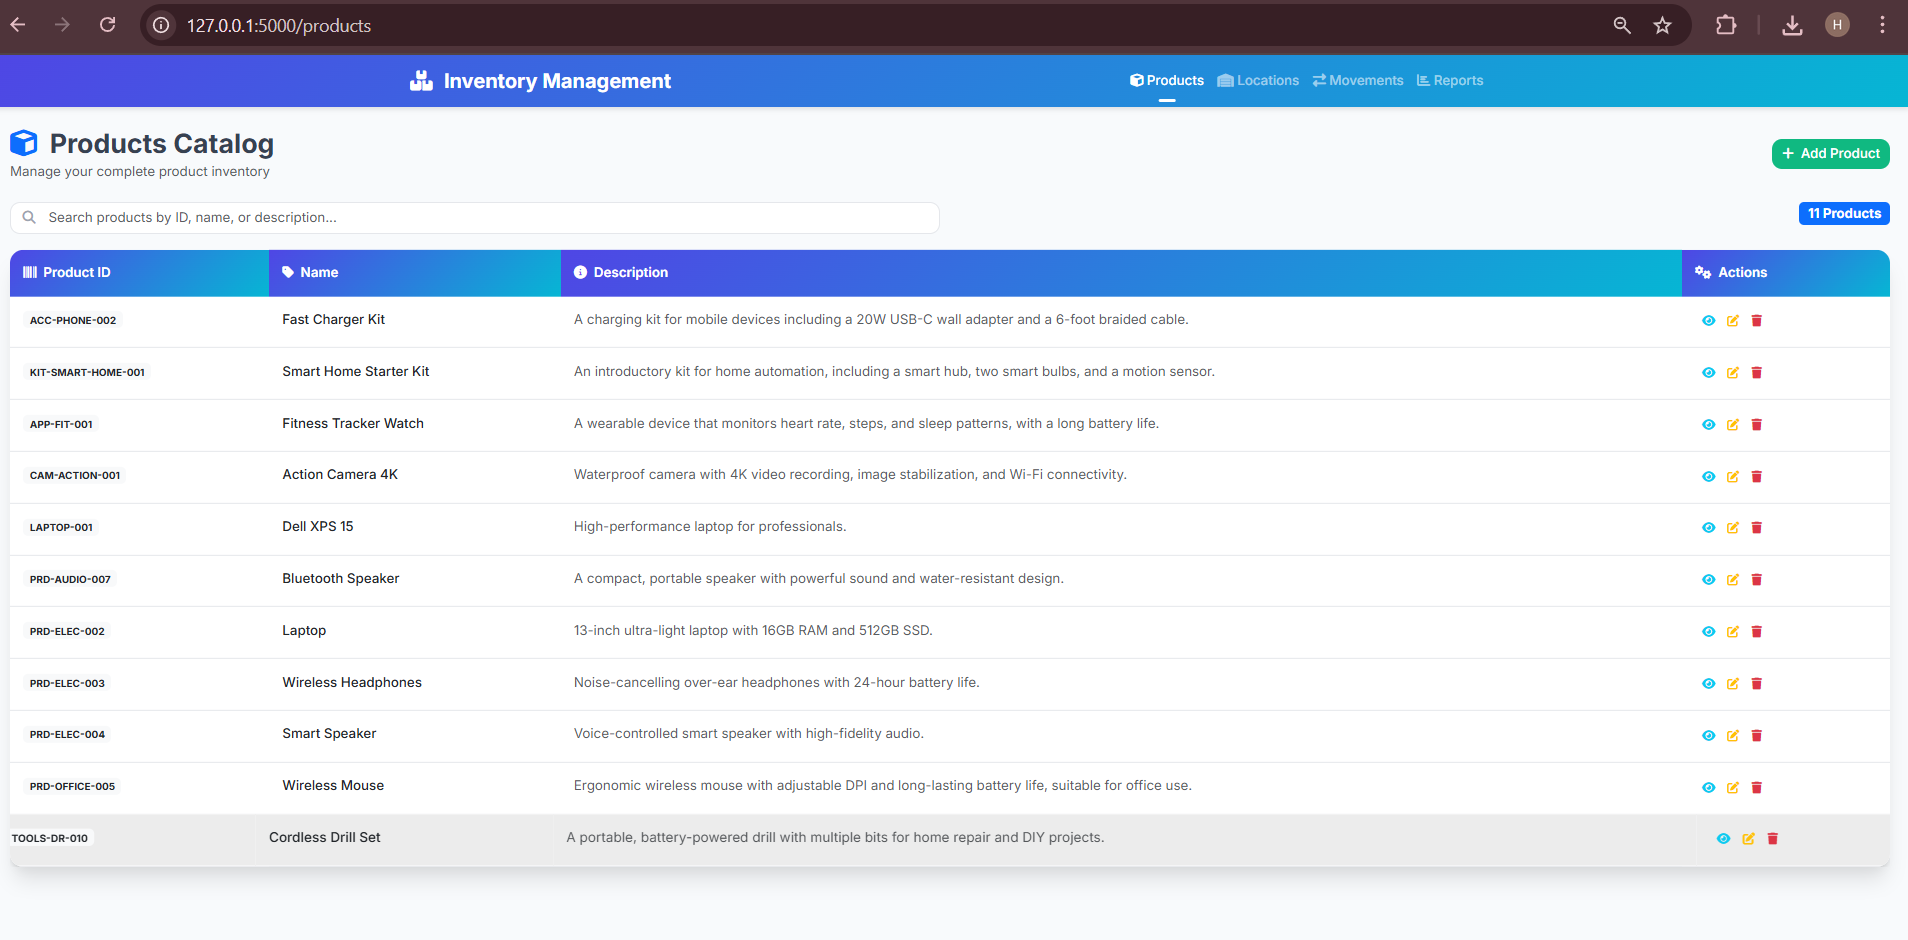 127.0.0.1:5000/products
H
Inventory Management
Products Locations Movements Reports
Products Catalog
Manage your complete product inventory
+ Add Product
Search products by ID, name, or description...
11 Products
Product ID Name Description Actions
ACC-PHONE-002 Fast Charger Kit A charging kit for mobile devices including a 20W USB-C wall adapter and a 6-foot braided cable.
KIT-SMART-HOME-001 Smart Home Starter Kit An introductory kit for home automation, including a smart hub, two smart bulbs, and a motion sensor.
APP-FIT-001 Fitness Tracker Watch A wearable device that monitors heart rate, steps, and sleep patterns, with a long battery life.
CAM-ACTION-001 Action Camera 4K Waterproof camera with 4K video recording, image stabilization, and Wi-Fi connectivity.
LAPTOP-001 Dell XPS 15 High-performance laptop for professionals.
PRD-AUDIO-007 Bluetooth Speaker A compact, portable speaker with powerful sound and water-resistant design.
PRD-ELEC-002 Laptop 13-inch ultra-light laptop with 16GB RAM and 512GB SSD.
PRD-ELEC-003 Wireless Headphones Noise-cancelling over-ear headphones with 24-hour battery life.
PRD-ELEC-004 Smart Speaker Voice-controlled smart speaker with high-fidelity audio.
PRD-OFFICE-005 Wireless Mouse Ergonomic wireless mouse with adjustable DPI and long-lasting battery life, suitable for office use.
TOOLS-DR-010 Cordless Drill Set A portable, battery-powered drill with multiple bits for home repair and DIY projects.